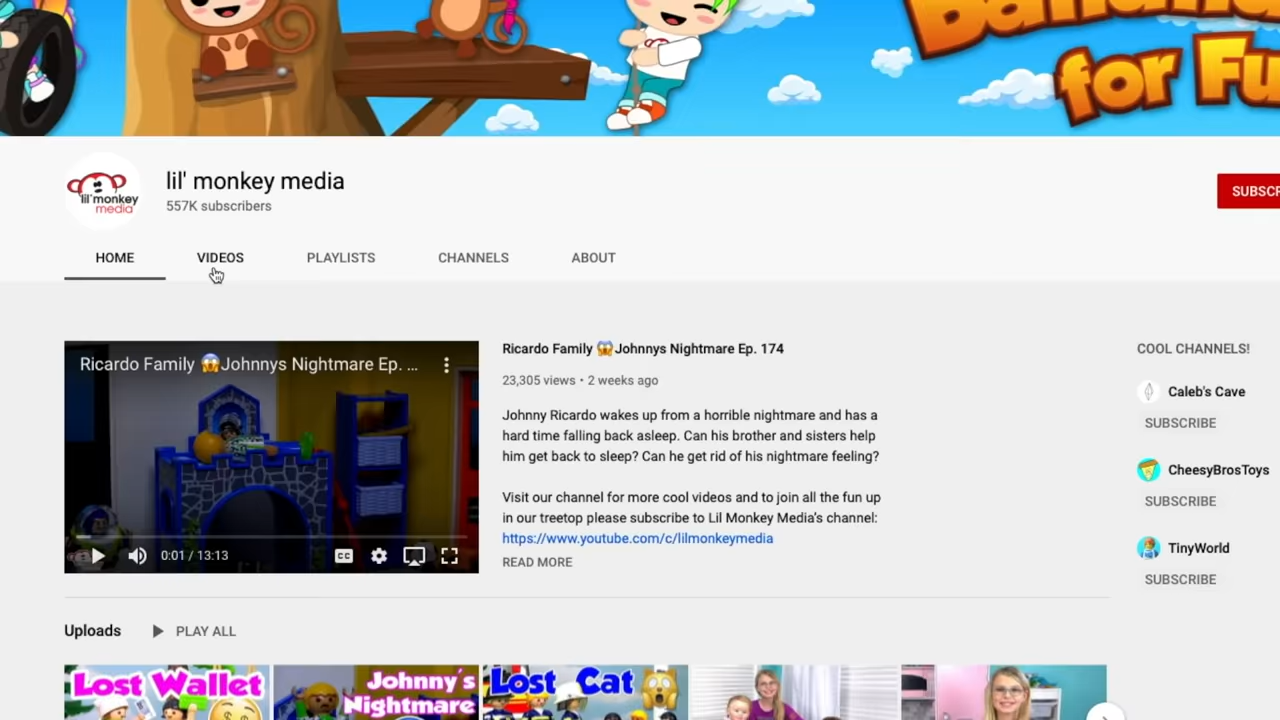 Banana
for Fu
lil' monkey media
557K subscribers
SUBSCR
lil' monkey
media
HOME
VIDEOS
PLAYLISTS
CHANNELS
ABOUT
Ricardo Family 😱Johnnys Nightmare Ep. ...
0:01 / 13:13
CC
Ricardo Family 😱Johnnys Nightmare Ep. 174
23,305 views • 2 weeks ago
Johnny Ricardo wakes up from a horrible nightmare and has a
hard time falling back asleep. Can his brother and sisters help
him get back to sleep? Can he get rid of his nightmare feeling?
Visit our channel for more cool videos and to join all the fun up
in our treetop please subscribe to Lil Monkey Media's channel:
https://www.youtube.com/c/lilmonkeymedia
READ MORE
COOL CHANNELS!
Caleb's Cave
SUBSCRIBE
CheesyBrosToys
SUBSCRIBE
TinyWorld
SUBSCRIBE
Uploads
PLAY ALL
Lost Wallet
Johnny's
Nightmare
Lost Cat